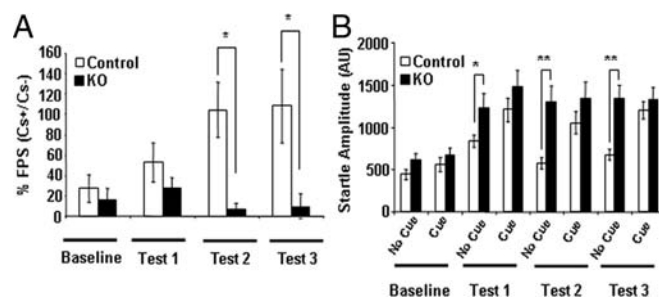 A
% FPS (Cs+/Cs-)
160
140
120
100
80
60
40
20
0
Control
KO
*
*
Baseline
Test 1
Test 2
Test 3
B
Startle Amplitude (AU)
2000
1500
1000
500
0
Control
KO
*
**
**
No Cue
Cue
No Cue
Cue
No Cue
Cue
No Cue
Cue
Baseline
Test 1
Test 2
Test 3